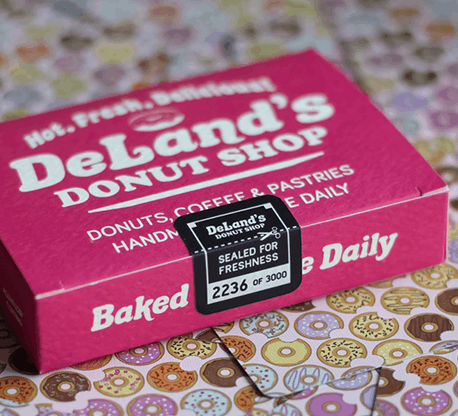 Hot, Fresh, Delicious!
DeLand's
DONUT SHOP
DONUTS, COFFEE & PASTRIES
HANDM E DAILY
DeLand's
DONUT SHOP
SEALED FOR
FRESHNESS
2236 OF 3000
Baked e Daily